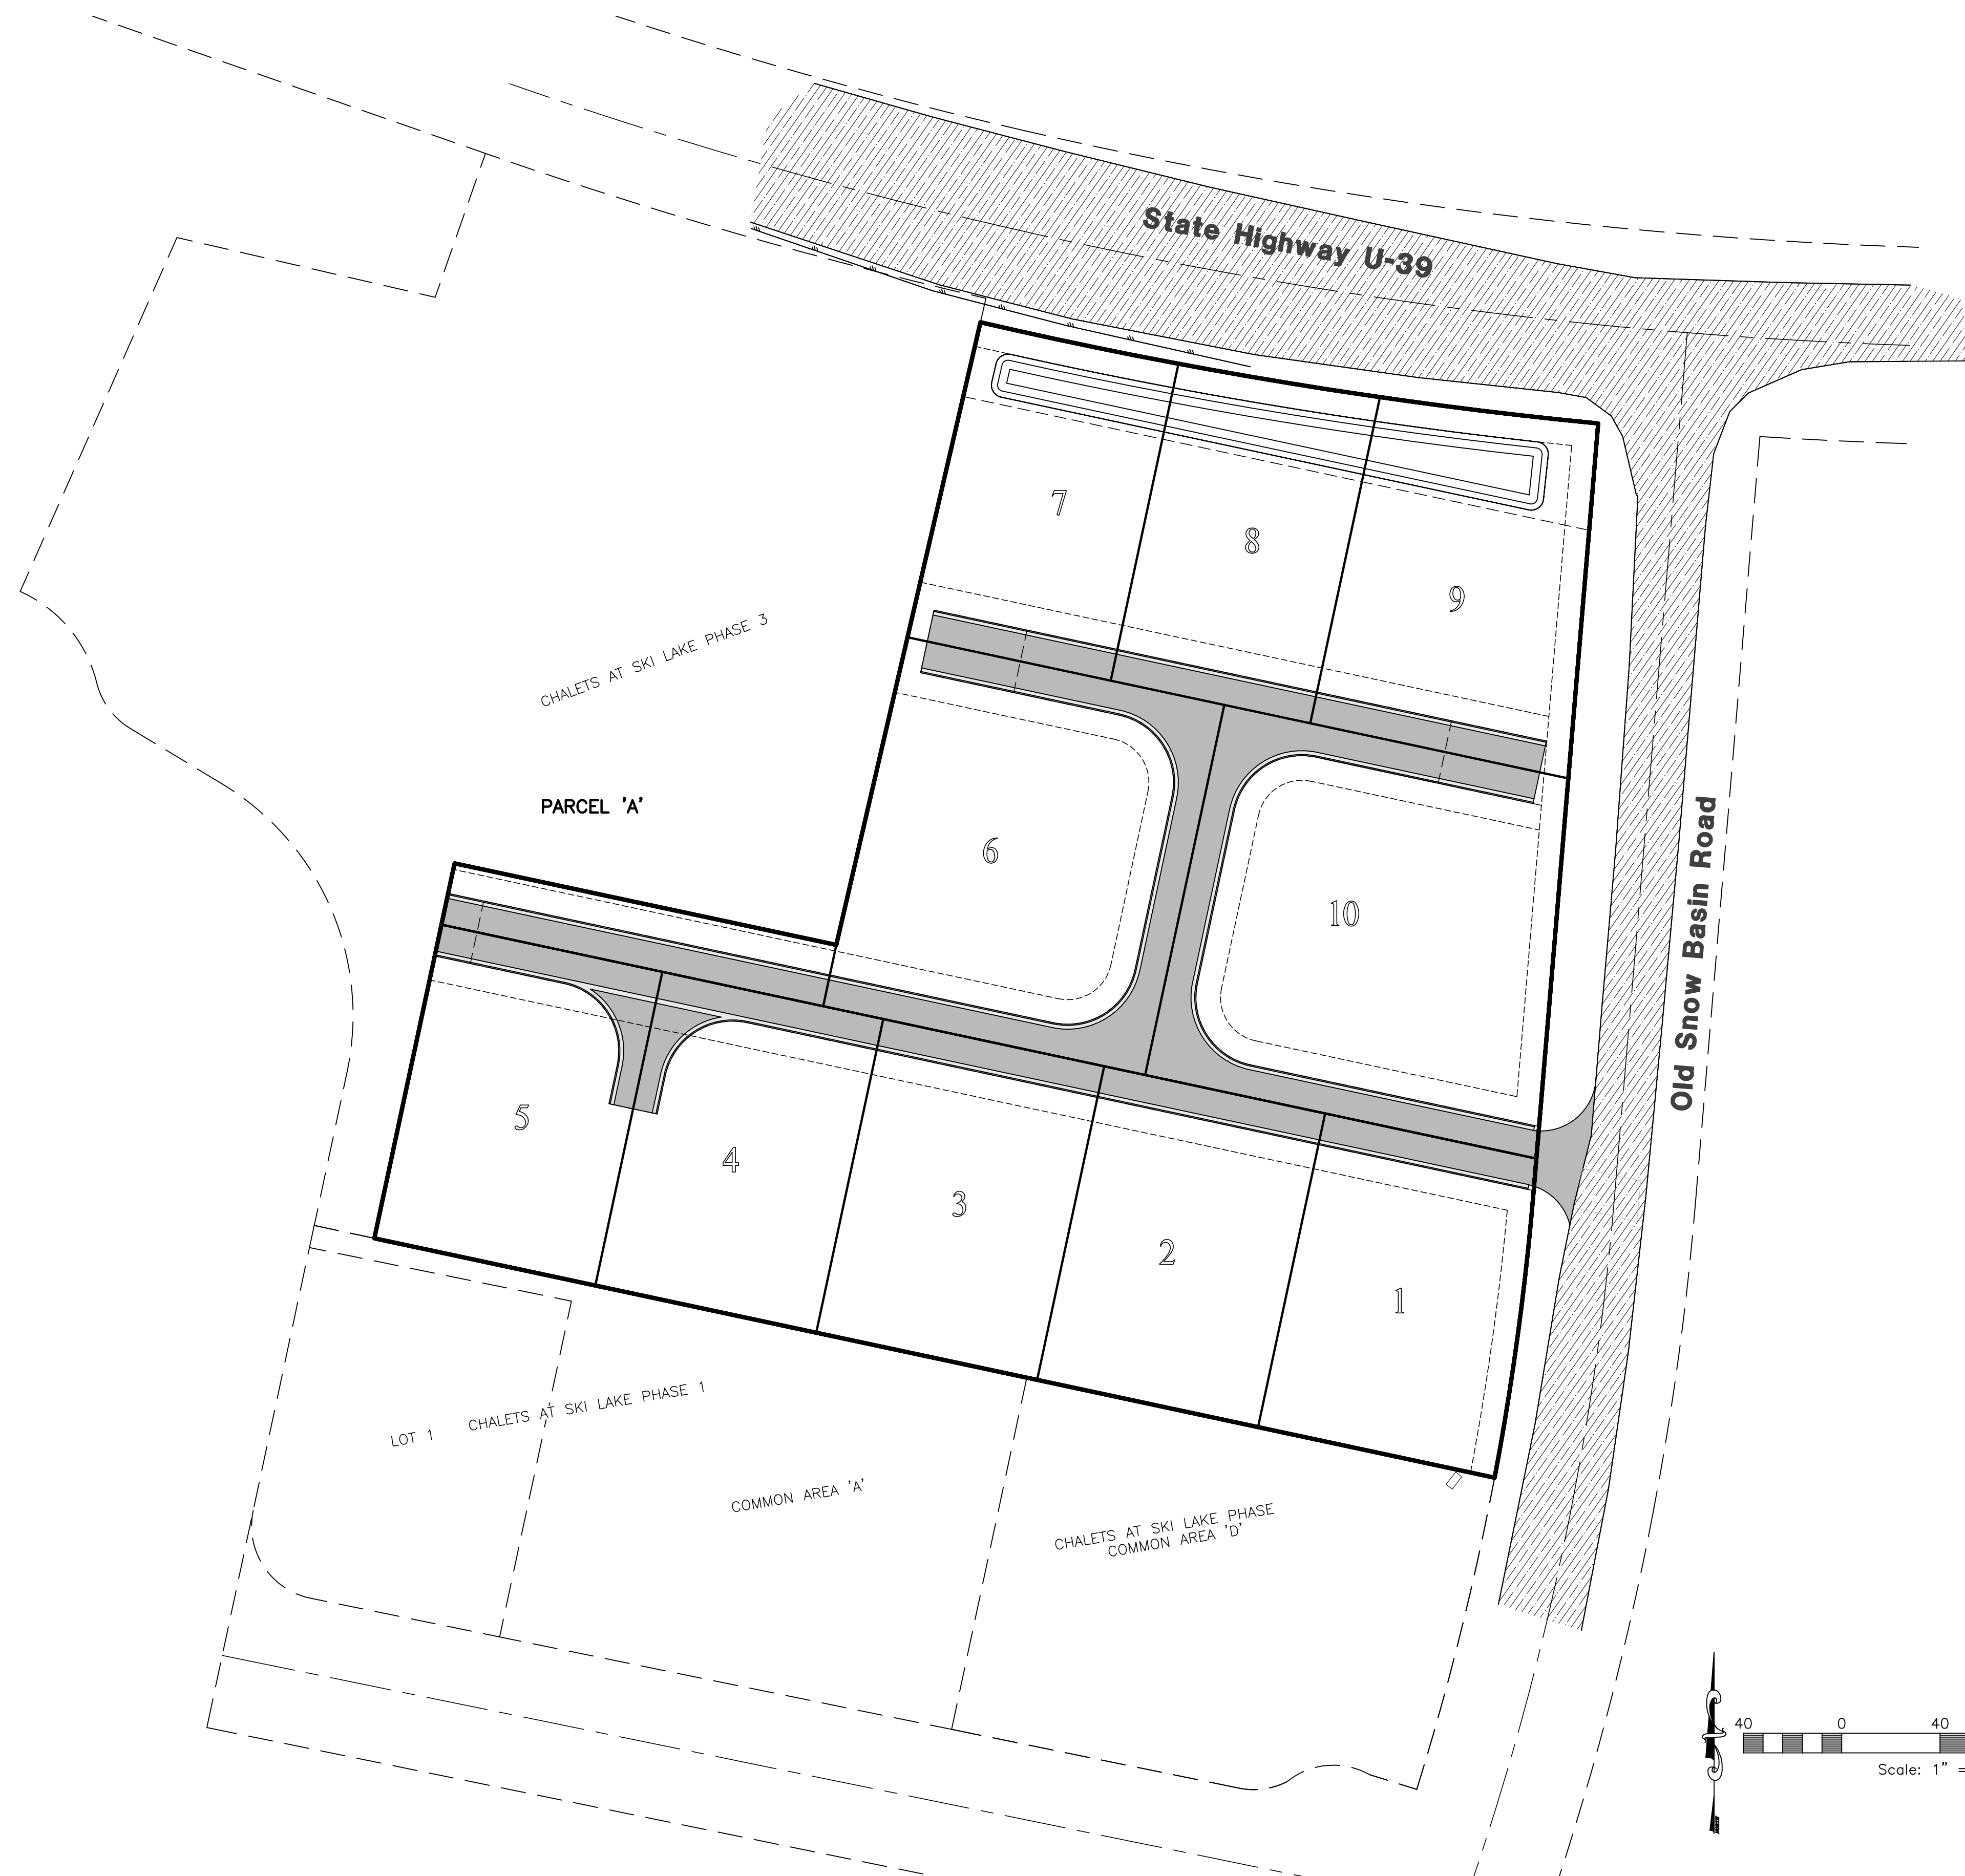 State Highway U-39
7
8
9
CHALETS AT SKI LAKE PHASE 3
PARCEL 'A'
6
10
Old Snow Basin Road
5
4
3
2
1
LOT 1 CHALETS AT SKI LAKE PHASE 1
COMMON AREA 'A'
CHALETS AT SKI LAKE PHASE
COMMON AREA 'D'
40 0 40
Scale: 1" =